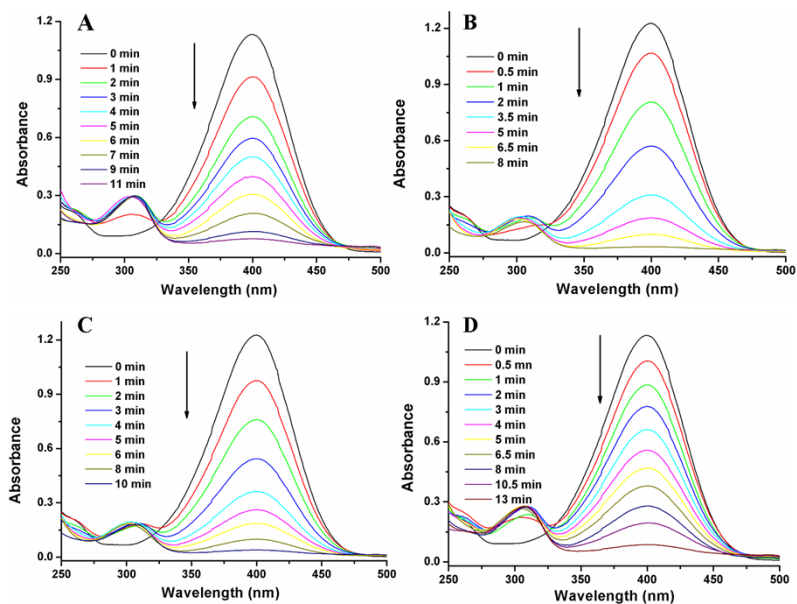 A
1.2
0.9
0.6
0.3
0.0
Absorbance
0 min
1 min
2 min
3 min
4 min
5 min
6 min
7 min
9 min
11 min
250 300 350 400 450 500
Wavelength (nm)
B
1.2
0.9
0.6
0.3
0.0
Absorbance
0 min
0.5 min
1 min
2 min
3.5 min
5 min
6.5 min
8 min
250 300 350 400 450 500
Wavelength (nm)
C
1.2
0.9
0.6
0.3
0.0
Absorbance
0 min
1 min
2 min
3 min
4 min
5 min
6 min
8 min
10 min
250 300 350 400 450 500
Wavelength (nm)
D
1.2
0.9
0.6
0.3
0.0
Absorbance
0 min
0.5 mn
1 min
2 min
3 min
4 min
5 min
6.5 min
8 min
10.5 min
13 min
250 300 350 400 450 500
Wavelength (nm)